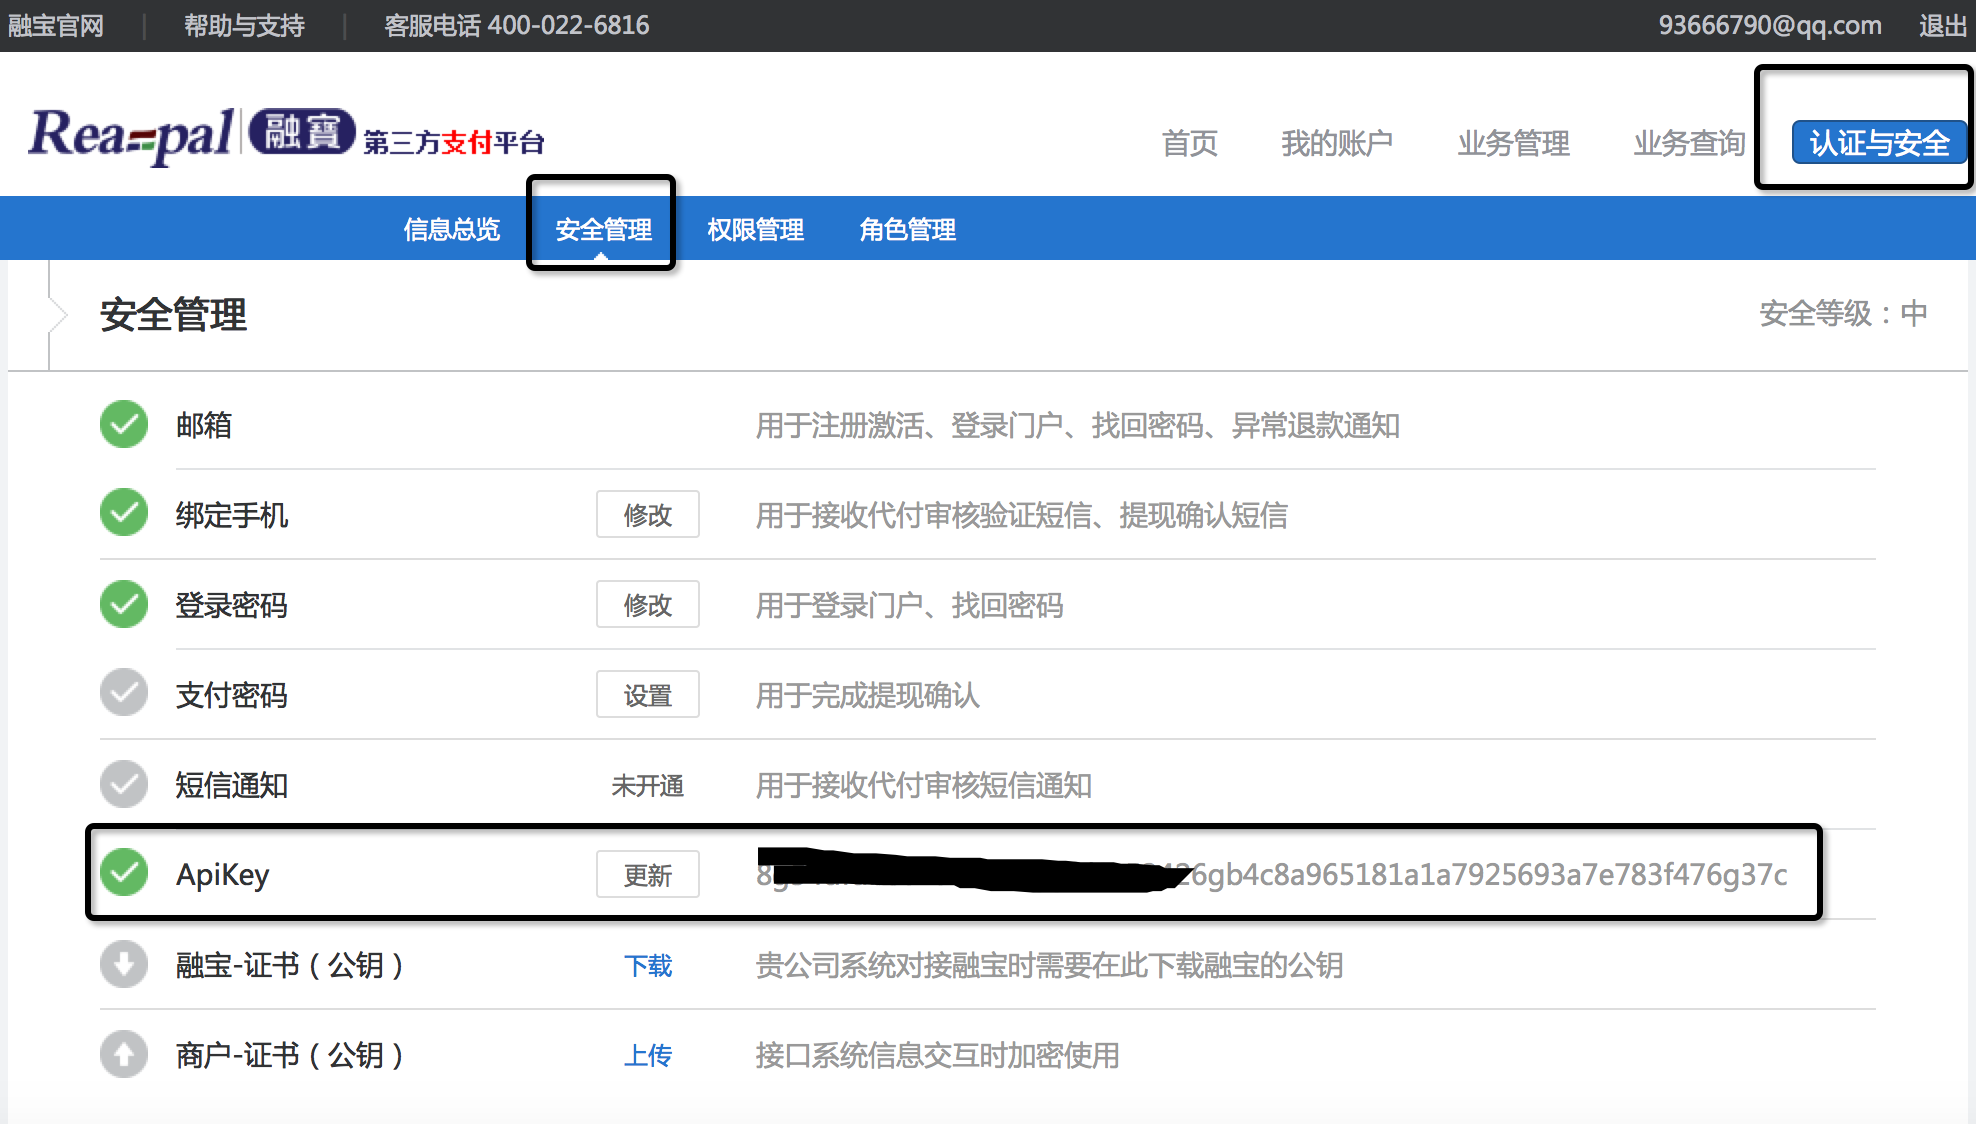 融宝官网 | 帮助与支持 | 客服电话 400-022-6816 93666790@qq.com 退出
Rea-pal 融寶 第三方支付平台
首页 我的账户 业务管理 业务查询 认证与安全
信息总览 安全管理 权限管理 角色管理
安全管理 安全等级：中
邮箱 用于注册激活、登录门户、找回密码、异常退款通知
绑定手机 修改 用于接收代付审核验证短信、提现确认短信
登录密码 修改 用于登录门户、找回密码
支付密码 设置 用于完成提现确认
短信通知 未开通 用于接收代付审核短信通知
ApiKey 更新 26gb4c8a965181a1a7925693a7e783f476g37c
融宝-证书（公钥） 下载 贵公司系统对接融宝时需要在此下载融宝的公钥
商户-证书（公钥） 上传 接口系统信息交互时加密使用